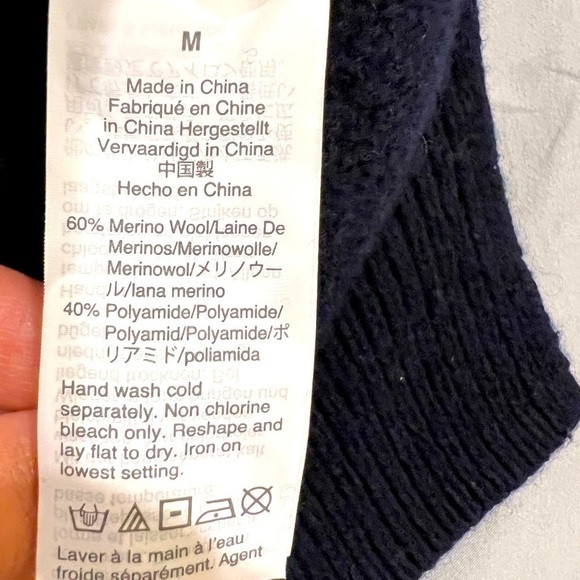 M
Made in China
Fabriqué en Chine
in China Hergestellt
Vervaardigd in China
中国製
Hecho en China
60% Merino Wool/Laine De
Merinos/Merinowolle/
Merinowol/メリノウー
ル/lana merino
40% Polyamide/Polyamide/
Polyamid/Polyamide/ポ
リアミド/poliamida
Hand wash cold
separately. Non chlorine
bleach only. Reshape and
lay flat to dry. Iron on
lowest setting.
Laver à la main à l'eau
froide séparément. Agent